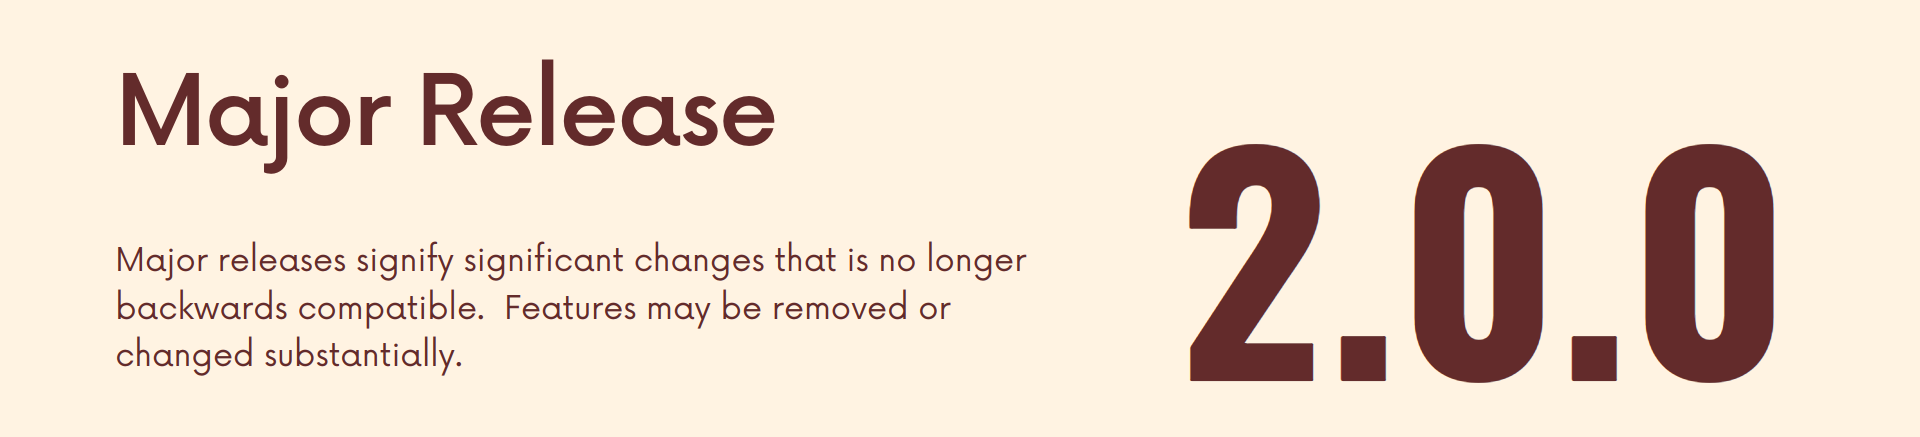 Major Release
Major releases signify significant changes that is no longer
backwards compatible.  Features may be removed or
changed substantially.
2.0.0